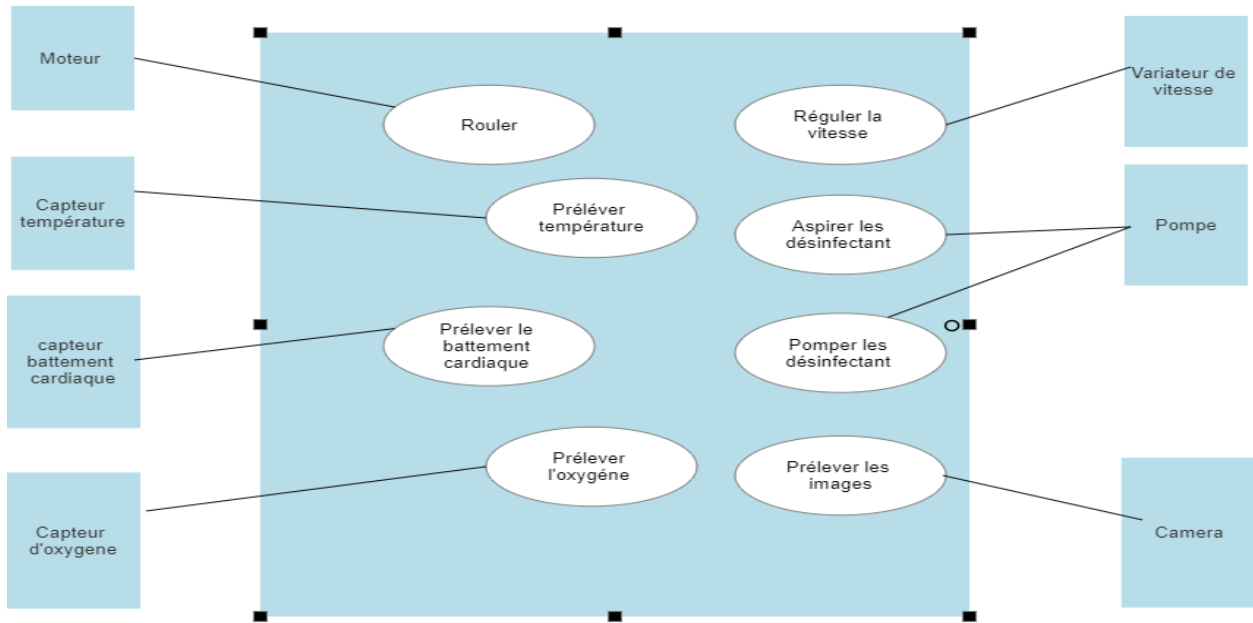 Moteur
Capteur
température
capteur
battement
cardiaque
Capteur
d'oxygene
Rouler
Préléver
température
Prélever le
battement
cardiaque
Prélever
l'oxygéne
Réguler la
vitesse
Aspirer les
désinfectant
Pomper les
désinfectant
Prélever les
images
Variateur de
vitesse
Pompe
Camera